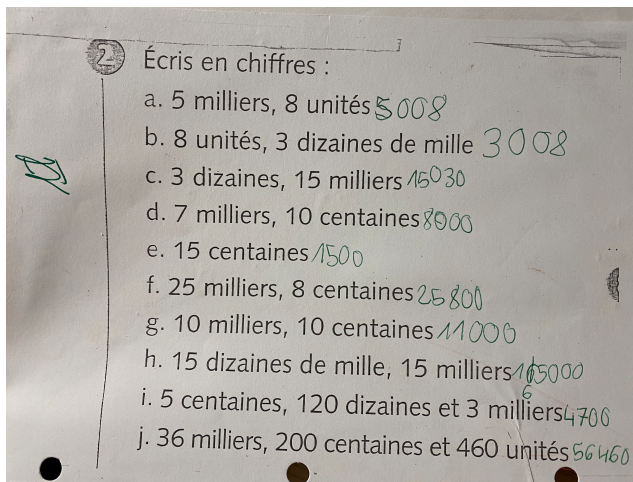 2 Écris en chiffres :
a. 5 milliers, 8 unités 5008
b. 8 unités, 3 dizaines de mille 3008
c. 3 dizaines, 15 milliers 15030
d. 7 milliers, 10 centaines 8000
e. 15 centaines 1500
f. 25 milliers, 8 centaines 25800
g. 10 milliers, 10 centaines 11000
h. 15 dizaines de mille, 15 milliers 165000
6
i. 5 centaines, 120 dizaines et 3 milliers 4700
j. 36 milliers, 200 centaines et 460 unités 56460